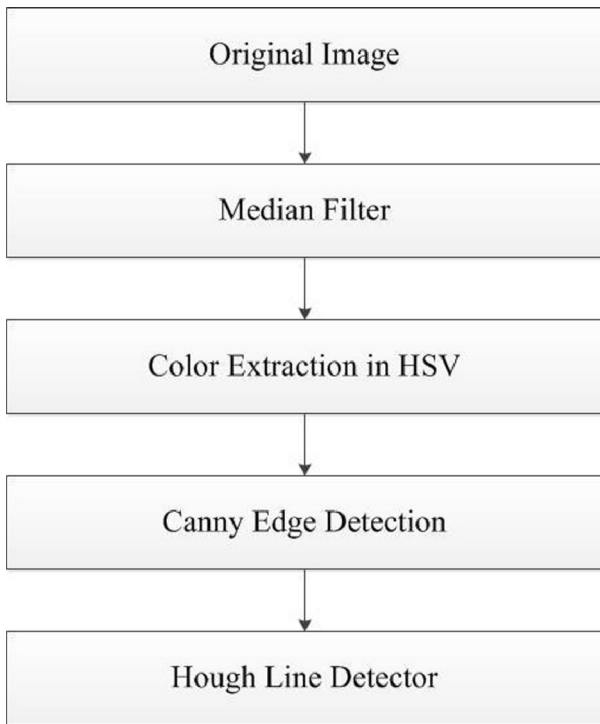 Original Image
Median Filter
Color Extraction in HSV
Canny Edge Detection
Hough Line Detector